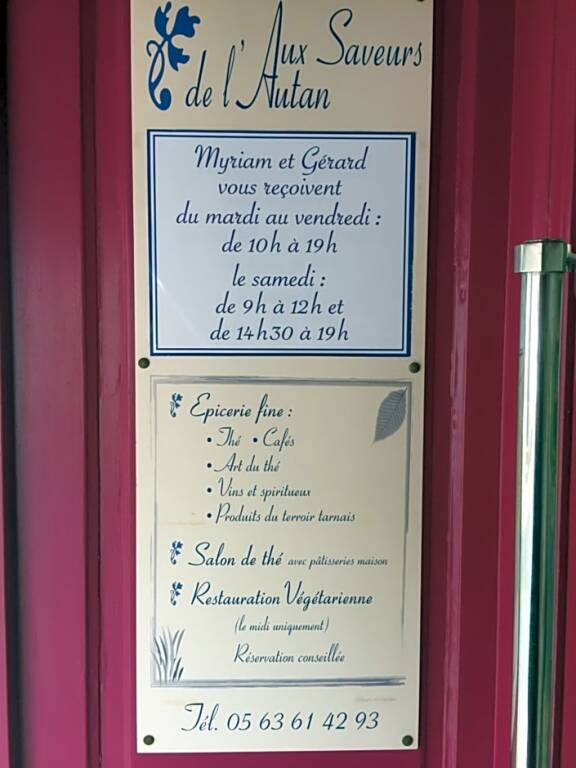 Aux Saveurs
de l'Autan
Myriam et Gérard
vous reçoivent
du mardi au vendredi :
de 10h à 19h
le samedi :
de 9h à 12h et
de 14h30 à 19h
Epicerie fine :
• Thé • Cafés
• Art du thé
• Vins et spiritueux
• Produits du terroir tarnais
Salon de thé avec pâtisseries maison
Restauration Végétarienne
(le midi uniquement)
Réservation conseillée
Tél. 05 63 61 42 93